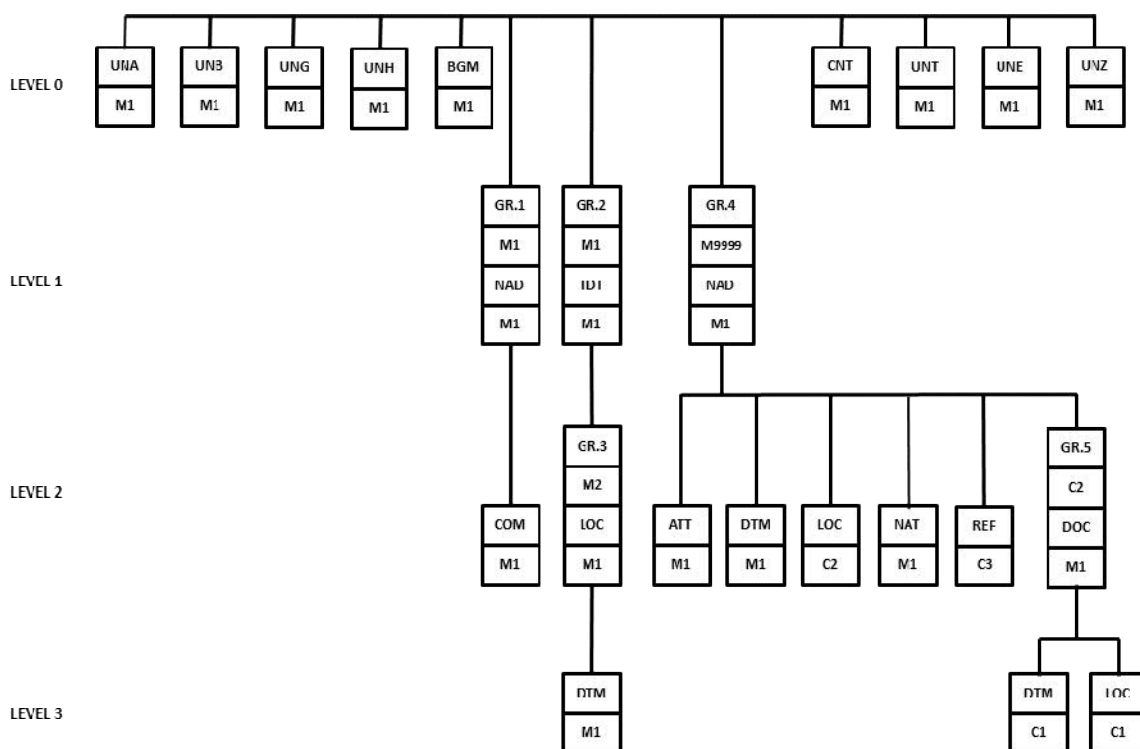 LEVEL 0
UNA UNB UNG UNH BGM CNT UNT UNE UNZ
M1 M1 M1 M1 M1 M1 M1 M1 M1
LEVEL 1
GR.1 GR.2 GR.4
M1 M1 M9999
NAD TDT NAD
M1 M1 M1
LEVEL 2
GR.3 GR.5
M2 C2
COM LOC ATT DTM LOC NAT REF DOC
M1 M1 M1 M1 C2 M1 C3 M1
LEVEL 3
DTM DTM LOC
M1 C1 C1